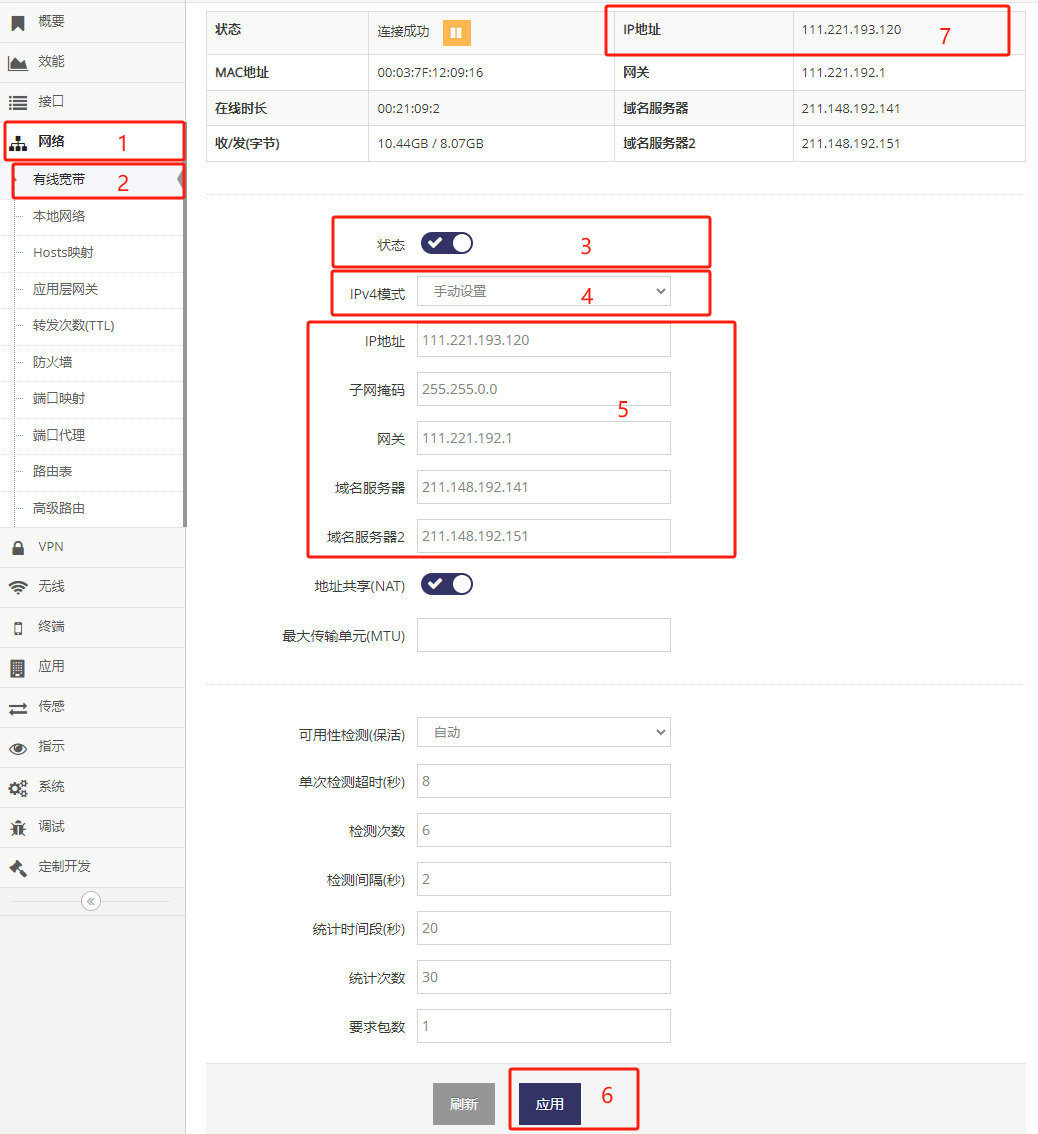 概要
效能
接口
网络 1
有线宽带 2
本地网络
Hosts映射
应用层网关
转发次数(TTL)
防火墙
端口映射
端口代理
路由表
高级路由
VPN
无线
终端
应用
传感
指示
系统
调试
定制开发
状态 连接成功 IP地址 111.221.193.120 7
MAC地址 00:03:7F:12:09:16 网关 111.221.192.1
在线时长 00:21:09:2 域名服务器 211.148.192.141
收/发(字节) 10.44GB / 8.07GB 域名服务器2 211.148.192.151
状态 3
IPv4模式 手动设置 4
IP地址 111.221.193.120
子网掩码 255.255.0.0
5
网关 111.221.192.1
域名服务器 211.148.192.141
域名服务器2 211.148.192.151
地址共享(NAT)
最大传输单元(MTU)
可用性检测(保活) 自动
单次检测超时(秒) 8
检测次数 6
检测间隔(秒) 2
统计时间段(秒) 20
统计次数 30
要求包数 1
刷新 应用 6